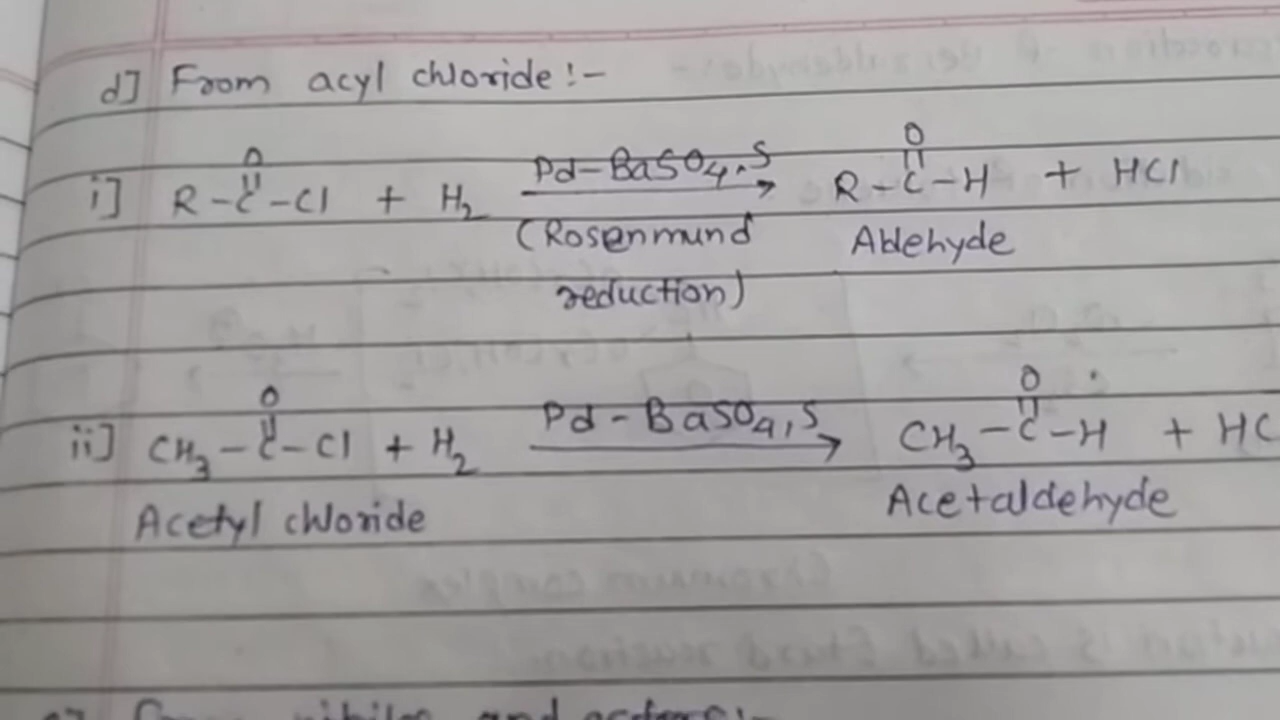 d] From acyl chloride :-
O O
|| Pd-BaSO4,S ||
i] R-C-Cl + H2 → R-C-H + HCl
(Rosenmund Aldehyde
reduction)
O O
|| Pd-BaSO4,S ||
ii] CH3-C-Cl + H2 → CH3-C-H + HC
Acetyl chloride Acetaldehyde